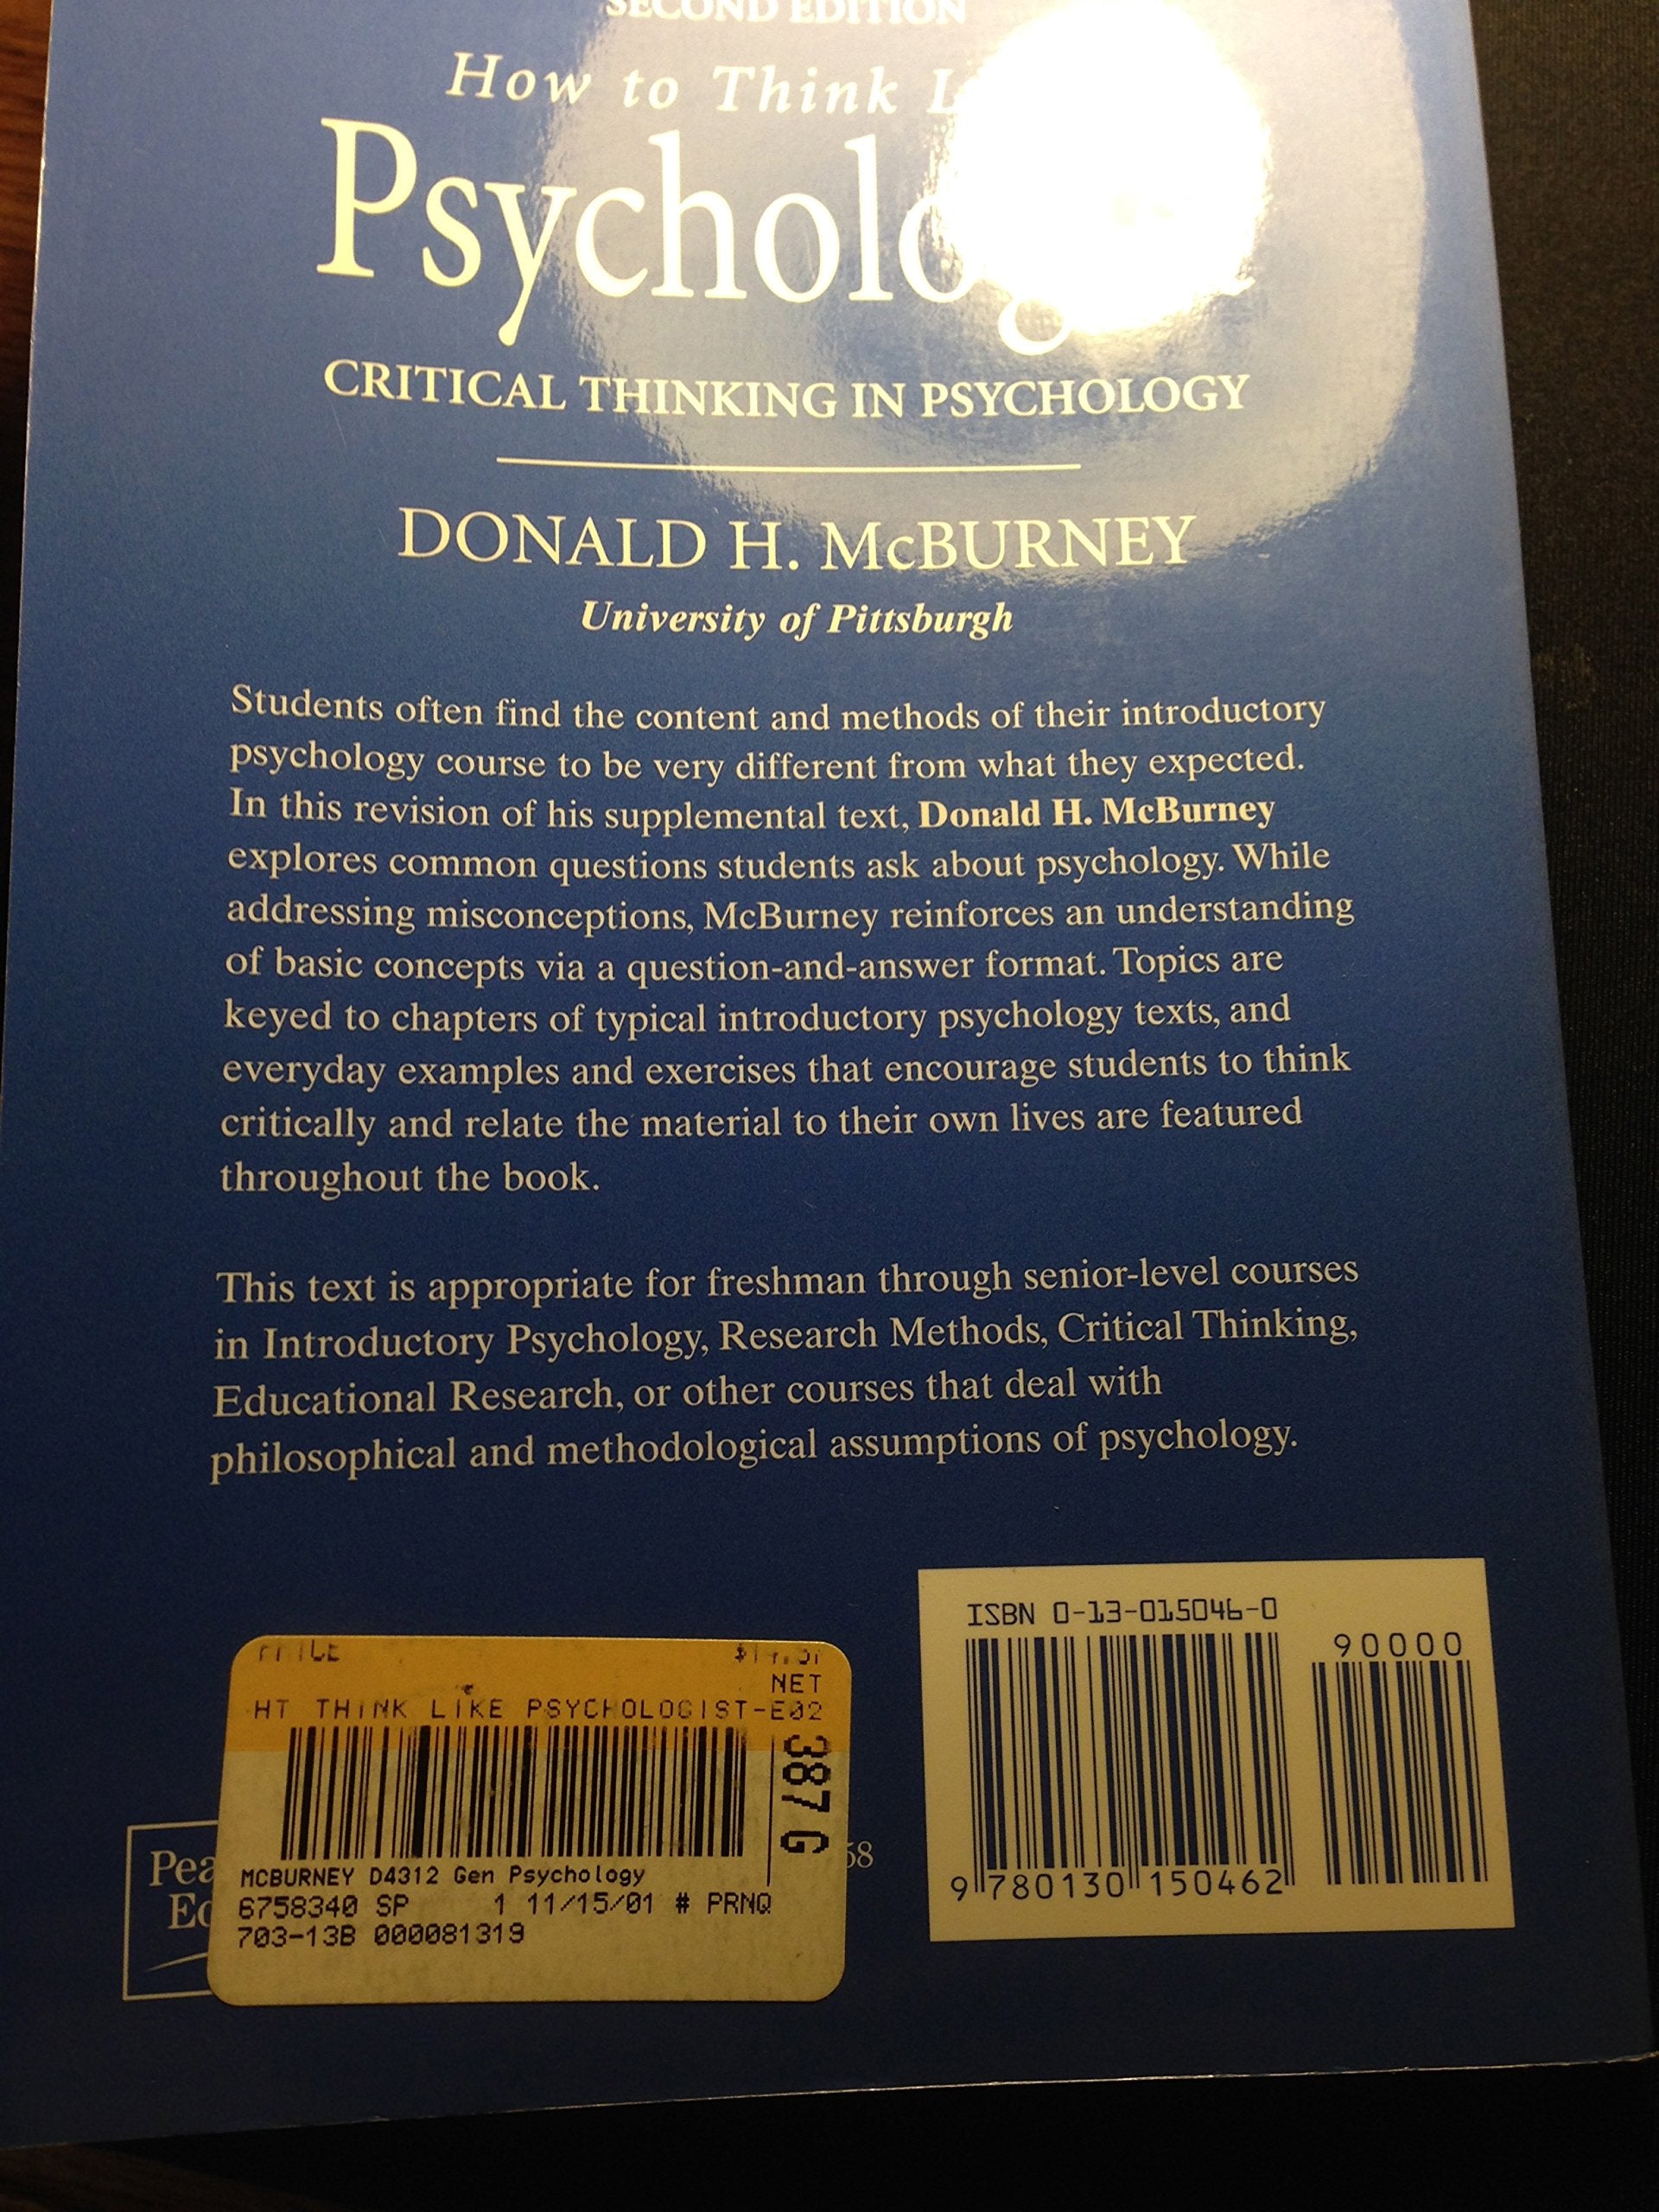 SECOND EDITION
How to Think
Psycholog
CRITICAL THINKING IN PSYCHOLOGY
DONALD H. McBURNEY
University of Pittsburgh
Students often find the content and methods of their introductory
psychology course to be very different from what they expected.
In this revision of his supplemental text, Donald H. McBurney
explores common questions students ask about psychology. While
addressing misconceptions, McBurney reinforces an understanding
of basic concepts via a question-and-answer format. Topics are
keyed to chapters of typical introductory psychology texts, and
everyday examples and exercises that encourage students to think
critically and relate the material to their own lives are featured
throughout the book.
This text is appropriate for freshman through senior-level courses
in Introductory Psychology, Research Methods, Critical Thinking,
Educational Research, or other courses that deal with
philosophical and methodological assumptions of psychology.
ISBN 0-13-015046-0
90000
9 780130 150462
NET
HT THINK LIKE PSYCHOLOGIST-E02
387 G
MCBURNEY D4312 Gen Psychology
6758340 SP 1 11/15/01 # PRNQ
703-13B 000081319
Pea
Ed
58